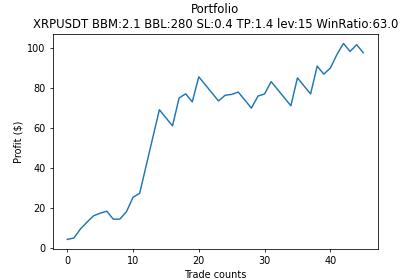 Portfolio
XRPUSDT BBM:2.1 BBL:280 SL:0.4 TP:1.4 lev:15 WinRatio:63.0
100
80
60
40
20
0
Profit ($)
0 10 20 30 40
Trade counts